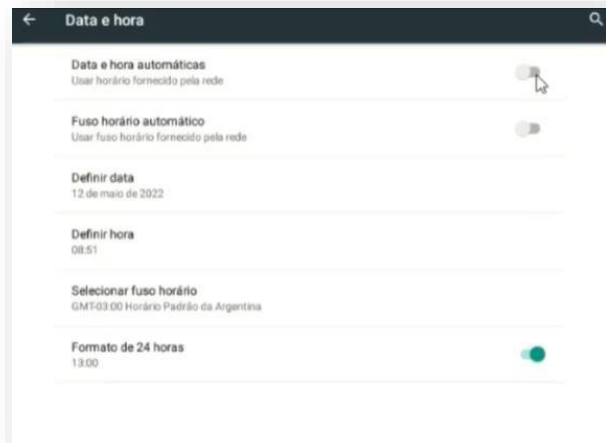 Data e hora
Data e hora automáticas
Usar horário fornecido pela rede
Fuso horário automático
Usar fuso horário fornecido pela rede
Definir data
12 de maio de 2022
Definir hora
08:51
Selecionar fuso horário
GMT-03:00 Horário Padrão da Argentina
Formato de 24 horas
13:00